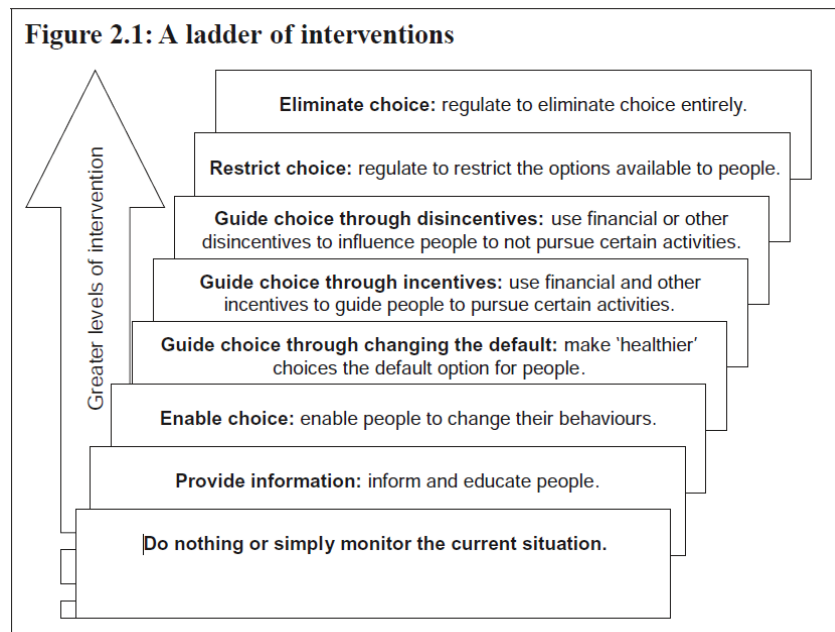 Figure 2.1: A ladder of interventions
Greater levels of intervention
Eliminate choice: regulate to eliminate choice entirely.
Restrict choice: regulate to restrict the options available to people.
Guide choice through disincentives: use financial or other
disincentives to influence people to not pursue certain activities.
Guide choice through incentives: use financial and other
incentives to guide people to pursue certain activities.
Guide choice through changing the default: make ‘healthier’
choices the default option for people.
Enable choice: enable people to change their behaviours.
Provide information: inform and educate people.
Do nothing or simply monitor the current situation.